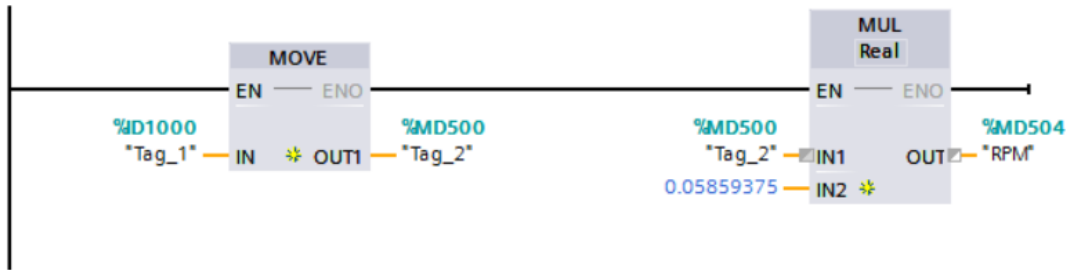 MOVE
EN ENO
%ID1000
"Tag_1"
IN OUT1
%MD500
"Tag_2"
MUL
Real
EN ENO
%MD500
"Tag_2"
IN1 OUT
%MD504
"RPM"
0.05859375
IN2